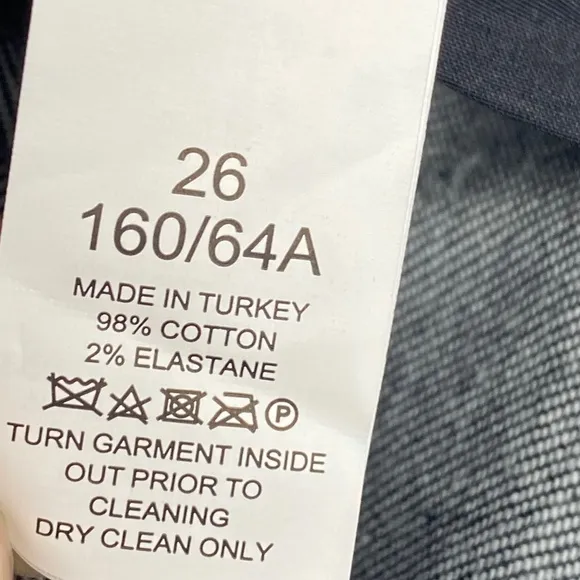 26
160/64A
MADE IN TURKEY
98% COTTON
2% ELASTANE
P
TURN GARMENT INSIDE
OUT PRIOR TO
CLEANING
DRY CLEAN ONLY